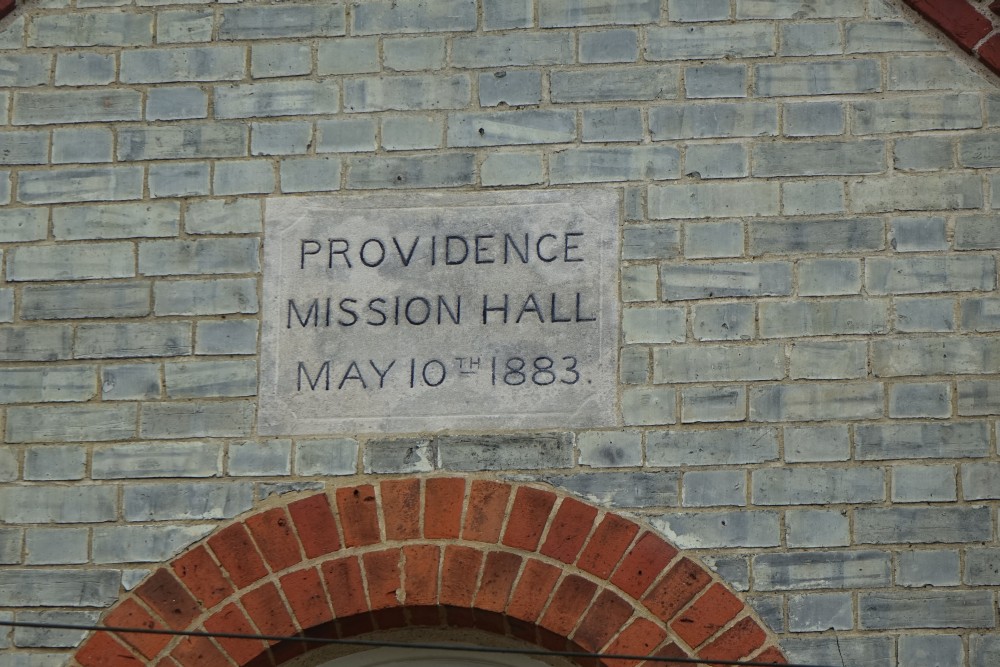 PROVIDENCE
MISSION HALL
MAY 10TH 1883.